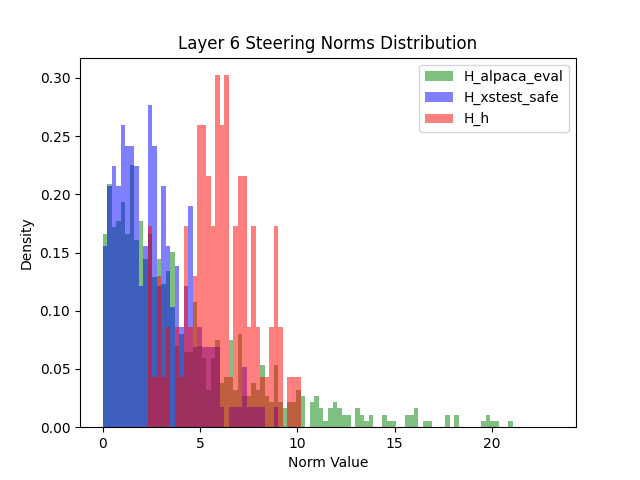 Layer 6 Steering Norms Distribution
H_alpaca_eval
H_xstest_safe
H_h
0.30
0.25
0.20
0.15
0.10
0.05
0.00
Density
0
5
10
15
20
Norm Value